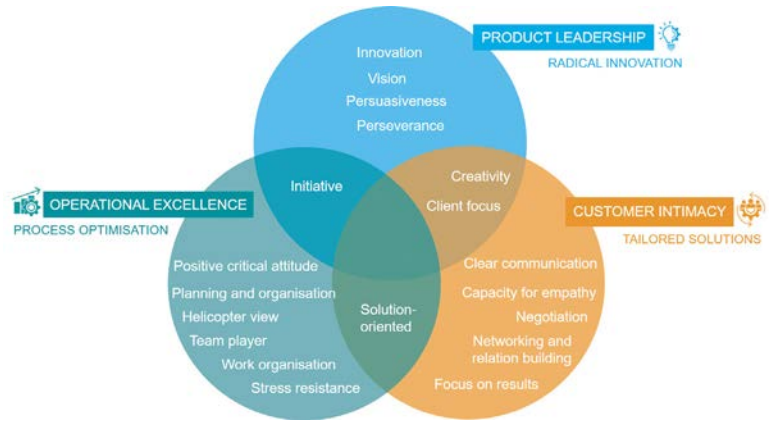 PRODUCT LEADERSHIP
RADICAL INNOVATION
Innovation
Vision
Persuasiveness
Perseverance
Initiative
Creativity
Client focus
OPERATIONAL EXCELLENCE
PROCESS OPTIMISATION
CUSTOMER INTIMACY
TAILORED SOLUTIONS
Positive critical attitude
Planning and organisation
Helicopter view
Team player
Work organisation
Stress resistance
Solution-
oriented
Clear communication
Capacity for empathy
Negotiation
Networking and
relation building
Focus on results